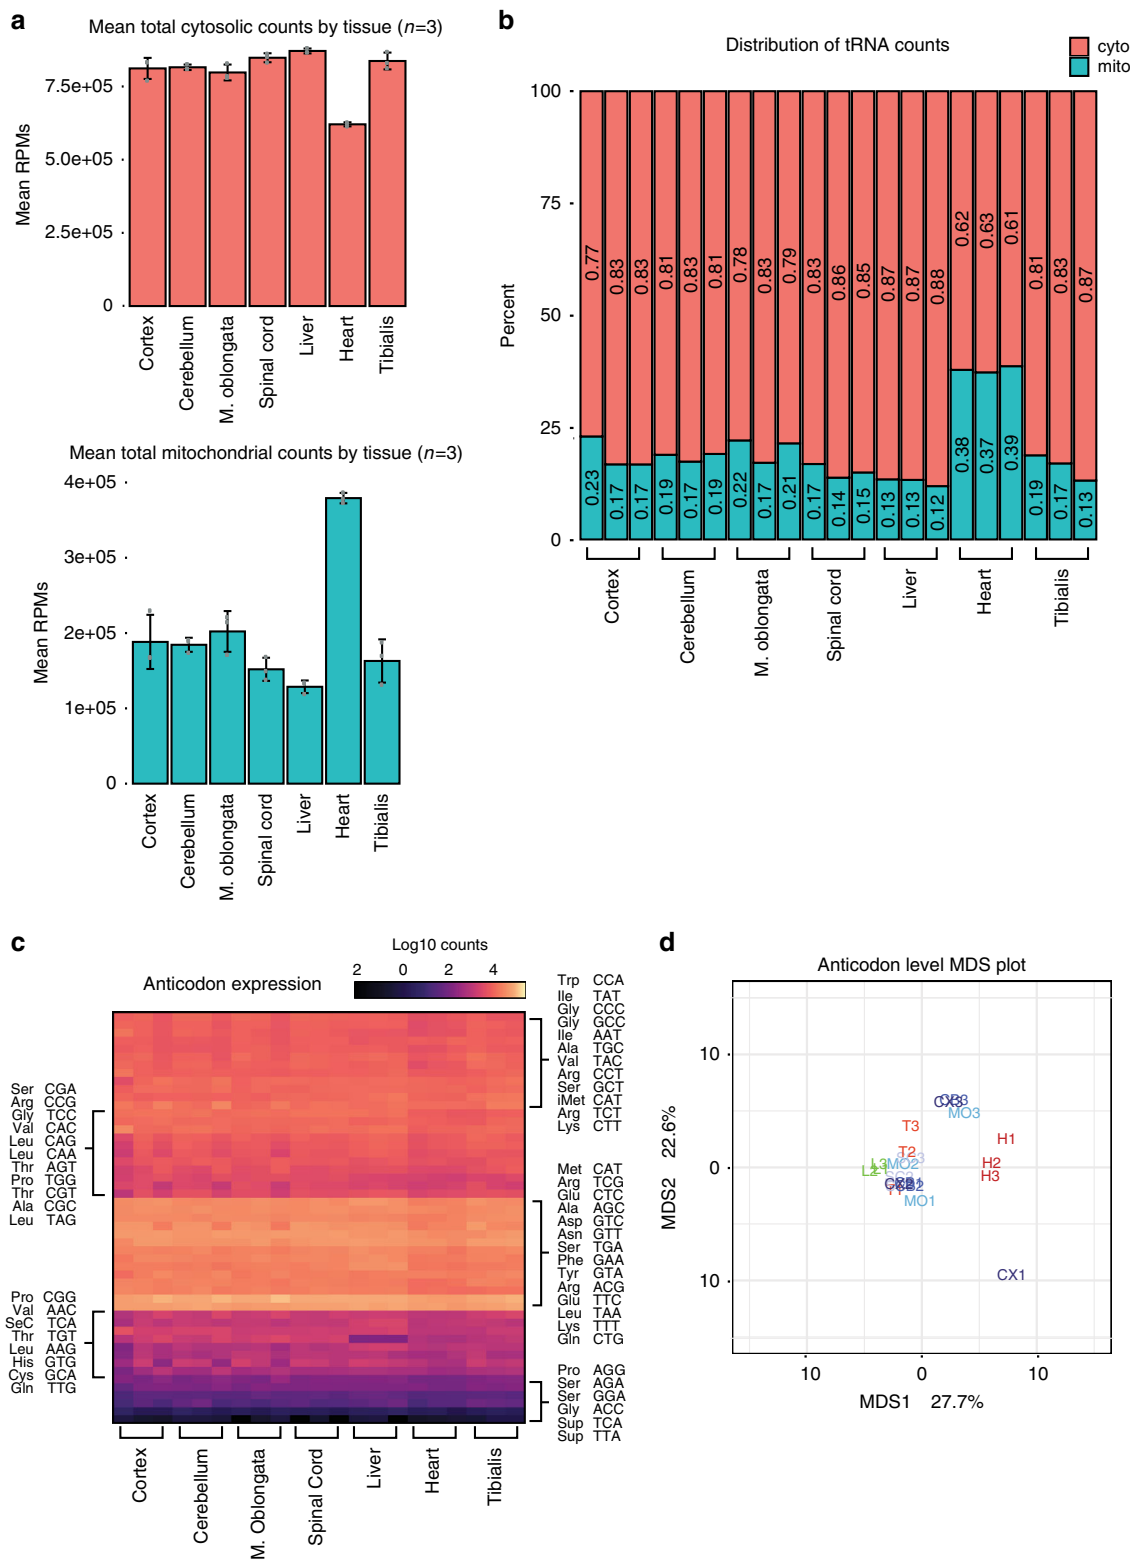 a
Mean total cytosolic counts by tissue (n=3)
Mean RPMs
7.5e+05
5.0e+05
2.5e+05
0
Cortex
Cerebellum
M. oblongata
Spinal cord
Liver
Heart
Tibialis
Mean total mitochondrial counts by tissue (n=3)
Mean RPMs
4e+05
3e+05
2e+05
1e+05
0
Cortex
Cerebellum
M. oblongata
Spinal cord
Liver
Heart
Tibialis
b
Distribution of tRNA counts
cyto
mito
Percent
100
75
50
25
0
0.77 0.83 0.83 0.81 0.83 0.81 0.78 0.83 0.79 0.83 0.86 0.85 0.87 0.87 0.88 0.62 0.63 0.61 0.81 0.83 0.87
0.23 0.17 0.17 0.19 0.17 0.19 0.22 0.17 0.21 0.17 0.14 0.15 0.13 0.13 0.12 0.38 0.37 0.39 0.19 0.17 0.13
Cortex
Cerebellum
M. oblongata
Spinal cord
Liver
Heart
Tibialis
c
Log10 counts
Anticodon expression
2 0 2 4
Ser CGA
Arg CCG
Gly TCC
Val CAC
Leu CAG
Leu CAA
Thr AGT
Pro TGG
Thr CGT
Ala CGC
Leu TAG
Pro CGG
Val AAC
SeC TCA
Thr TGT
Leu AAG
His GTG
Cys GCA
Gln TTG
Trp CCA
Ile TAT
Gly CCC
Gly GCC
Ile AAT
Ala TGC
Val TAC
Arg CCT
Ser GCT
iMet CAT
Arg TCT
Lys CTT
Met CAT
Arg TCG
Glu CTC
Ala AGC
Asp GTC
Asn GTT
Ser TGA
Phe GAA
Tyr GTA
Arg ACG
Glu TTC
Leu TAA
Lys TTT
Gln CTG
Pro AGG
Ser AGA
Ser GGA
Gly ACC
Sup TCA
Sup TTA
Cortex
Cerebellum
M. Oblongata
Spinal Cord
Liver
Heart
Tibialis
d
Anticodon level MDS plot
MDS2 22.6%
10
0
10
CX3
MO3
T3
H1
T2
L3
MO2
H2
L2
H3
MO1
CX1
10 0 10
MDS1 27.7%